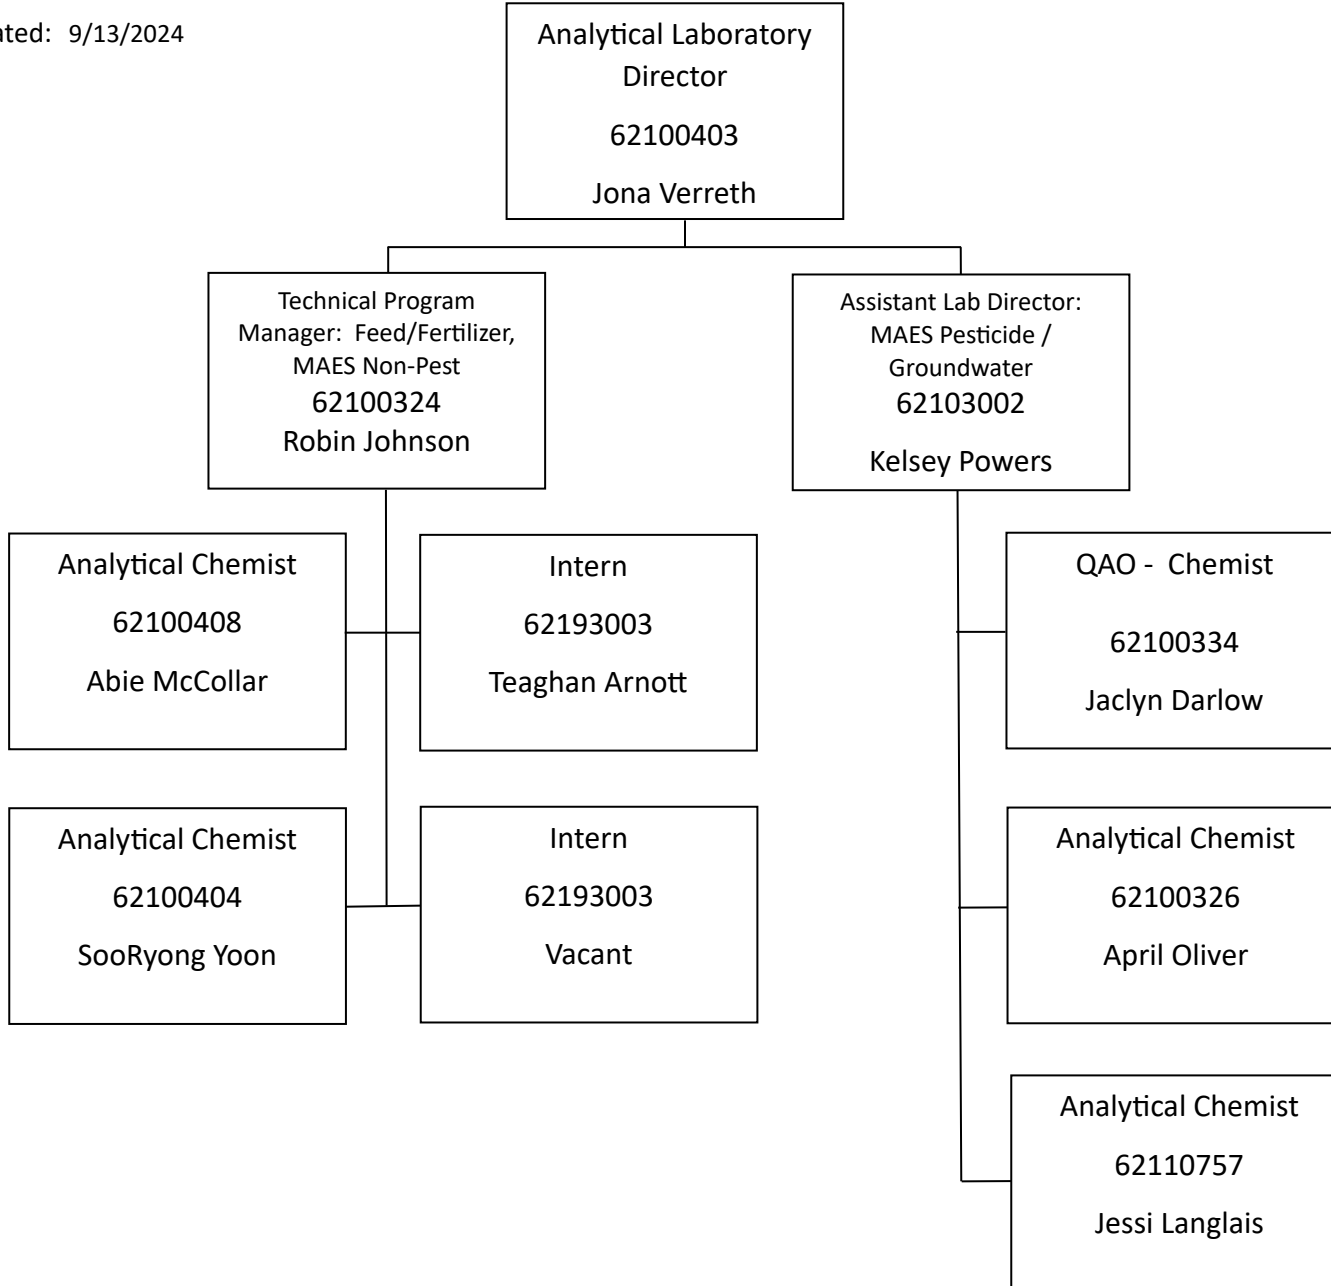 9/13/2024
Analytical Laboratory
Director
62100403
Jona Verreth
Technical Program
Manager: Feed/Fertilizer,
MAES Non-Pest
62100324
Robin Johnson
Assistant Lab Director:
MAES Pesticide /
Groundwater
62103002
Kelsey Powers
Analytical Chemist
62100408
Abie McCollar
Intern
62193003
Teaghan Arnott
QAO - Chemist
62100334
Jaclyn Darlow
Analytical Chemist
62100404
SooRyong Yoon
Intern
62193003
Vacant
Analytical Chemist
62100326
April Oliver
Analytical Chemist
62110757
Jessi Langlais